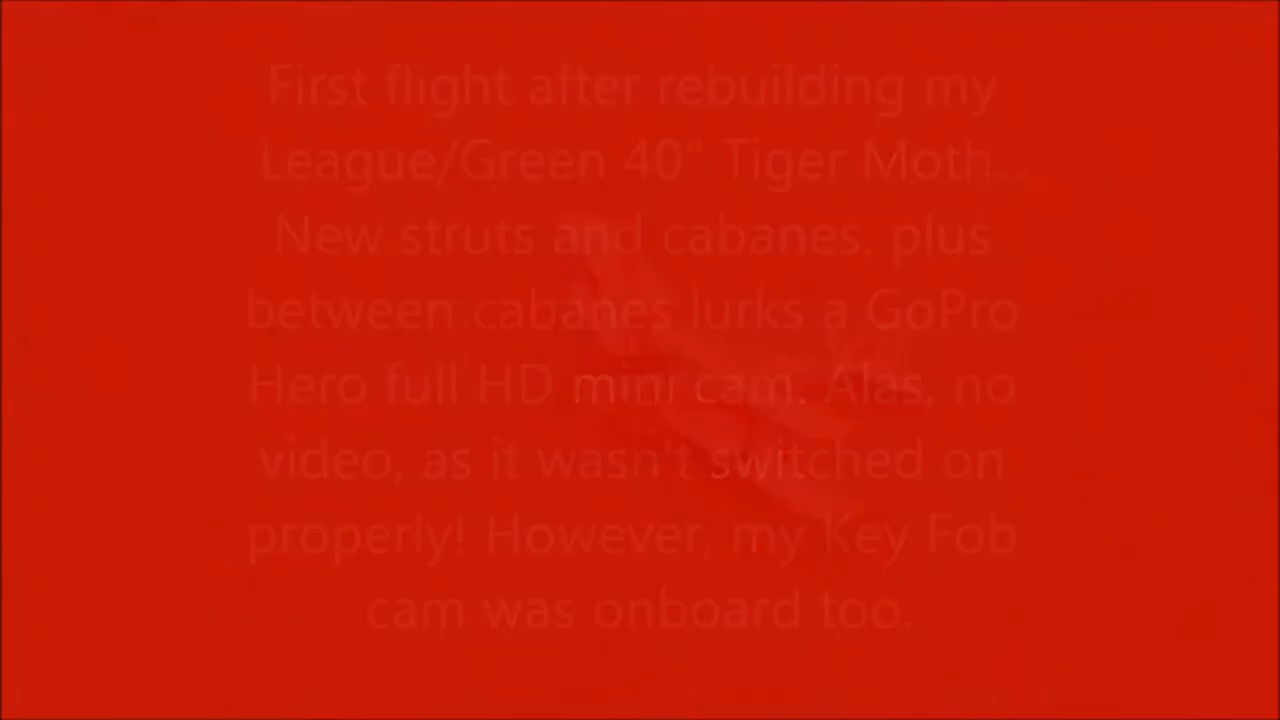 First flight after rebuilding my
League/Green 40" Tiger Moth..
New struts and cabanes. plus
between cabanes lurks a GoPro
Hero full HD mini cam. Alas, no
video, as it wasn't switched on
properly! However, my Key Fob
cam was onboard too.